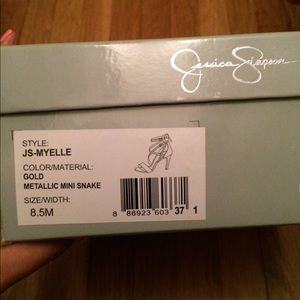 Jessica Simpson
STYLE:
JS-MYELLE
COLOR/MATERIAL:
GOLD
METALLIC MINI SNAKE
SIZE/WIDTH:
8.5M
8 86923 603 37 1